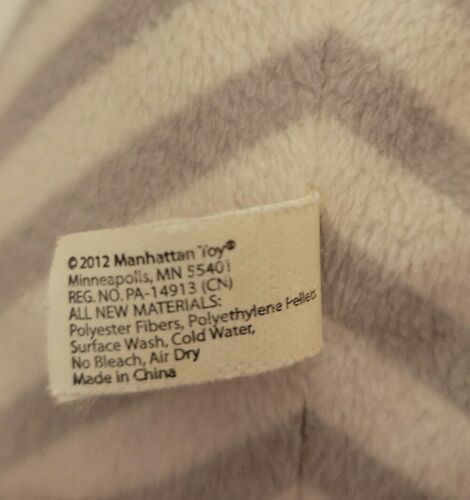 © 2012 Manhattan Toy®
Minneapolis, MN 55401
REG. NO. PA-14913 (CN)
ALL NEW MATERIALS:
Polyester Fibers, Polyethylene Pellets
Surface Wash, Cold Water,
No Bleach, Air Dry
Made in China